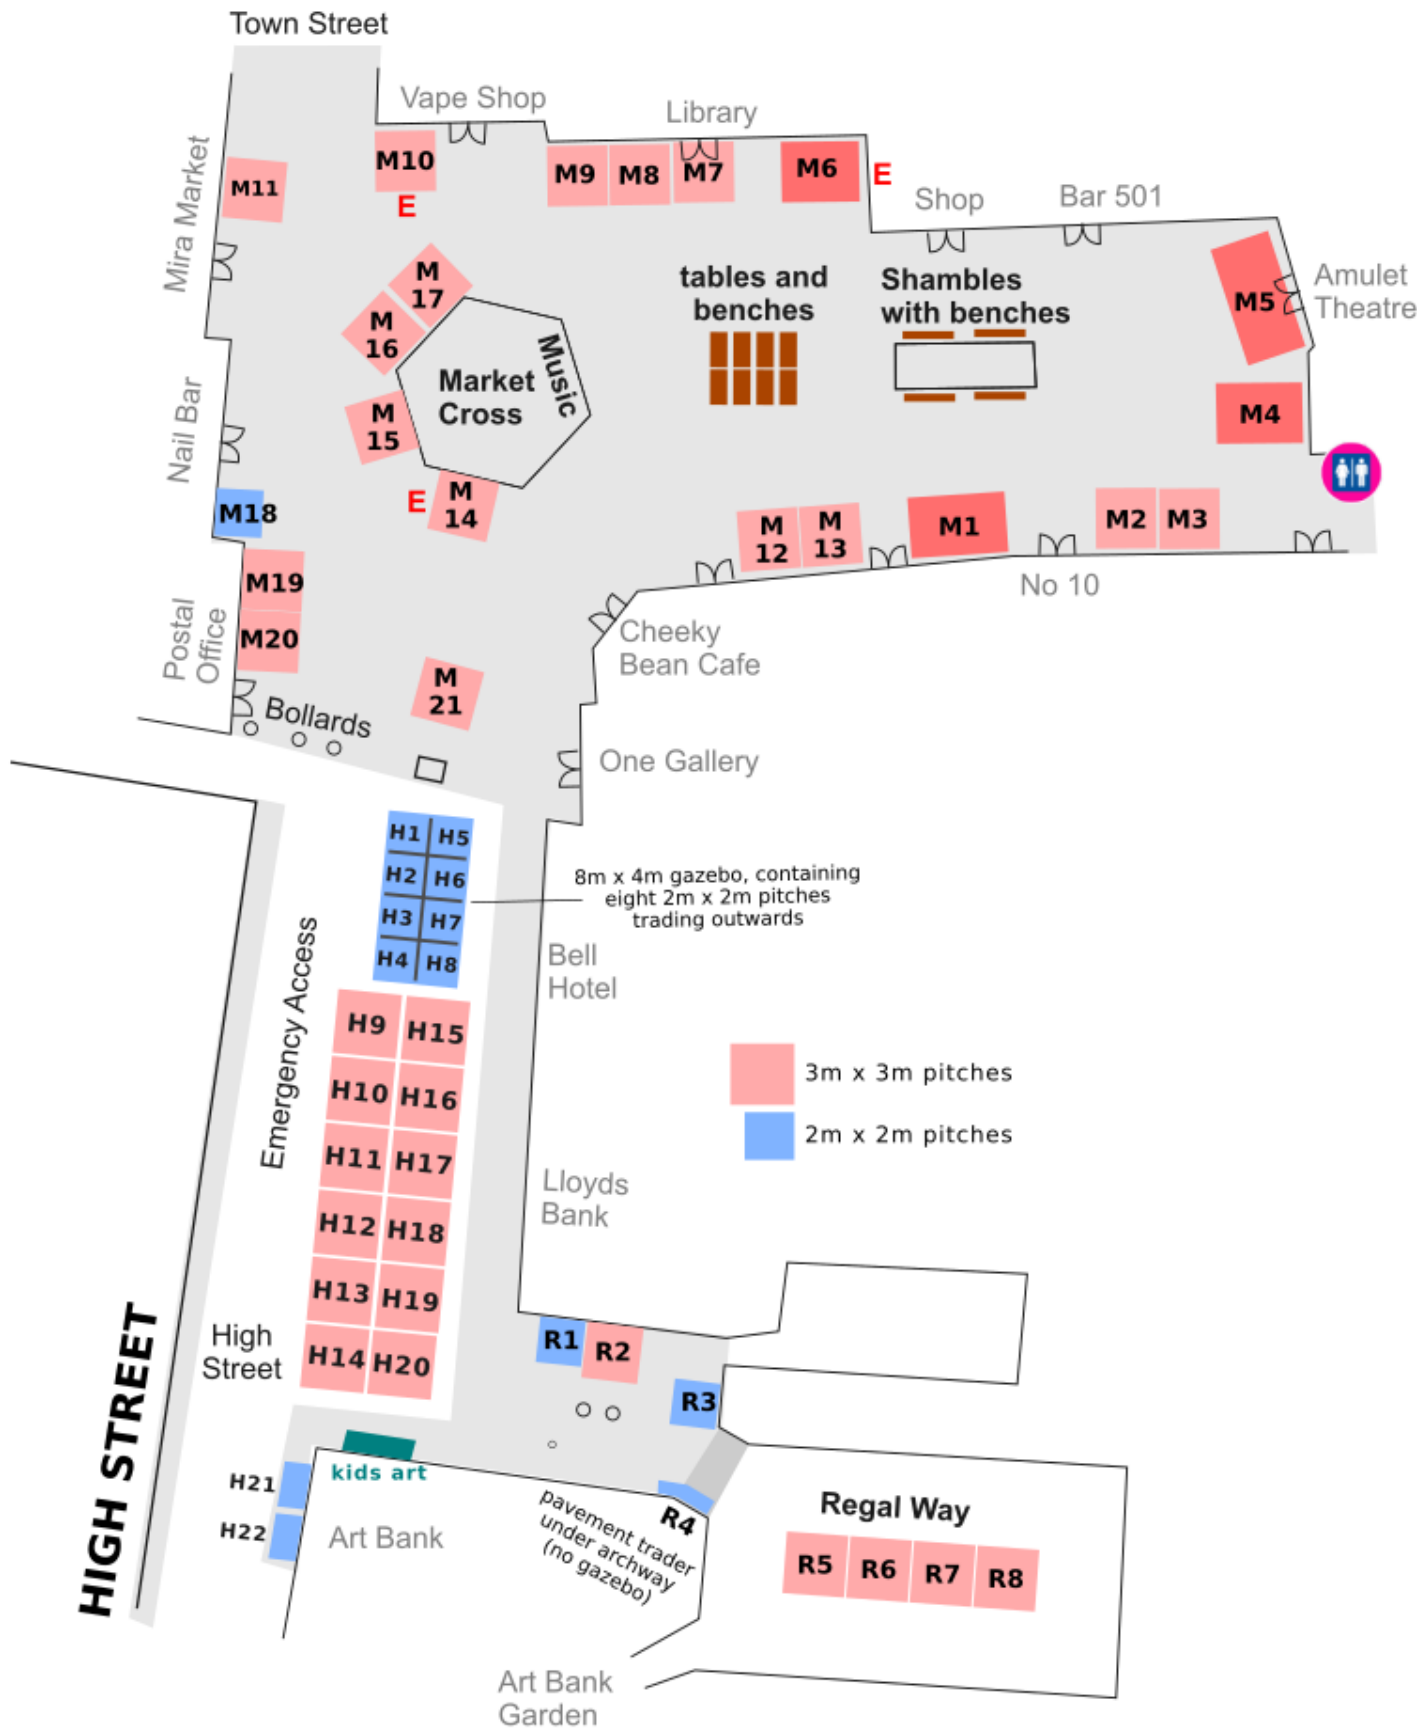 Town Street
Vape Shop
Library
Mira Market
M11
M10
E
M9
M8
M7
M6
E
Shop
Bar 501
M5
Amulet
Theatre
M
17
M
16
M
15
M
14
E
Market
Cross
Music
tables and
benches
Shambles
with benches
M4
Nail Bar
M18
M19
M20
Postal
Office
M
12
M
13
M1
M2
M3
No 10
Cheeky
Bean Cafe
M
21
Bollards
One Gallery
H1
H5
H2
H6
H3
H7
H4
H8
8m x 4m gazebo, containing
eight 2m x 2m pitches
trading outwards
Bell
Hotel
Emergency Access
H9
H15
H10
H16
H11
H17
H12
H18
H13
H19
H14
H20
3m x 3m pitches
2m x 2m pitches
Lloyds
Bank
High
Street
HIGH STREET
R1
R2
R3
R4
kids art
H21
H22
Art Bank
pavement trader
under archway
(no gazebo)
Regal Way
R5
R6
R7
R8
Art Bank
Garden